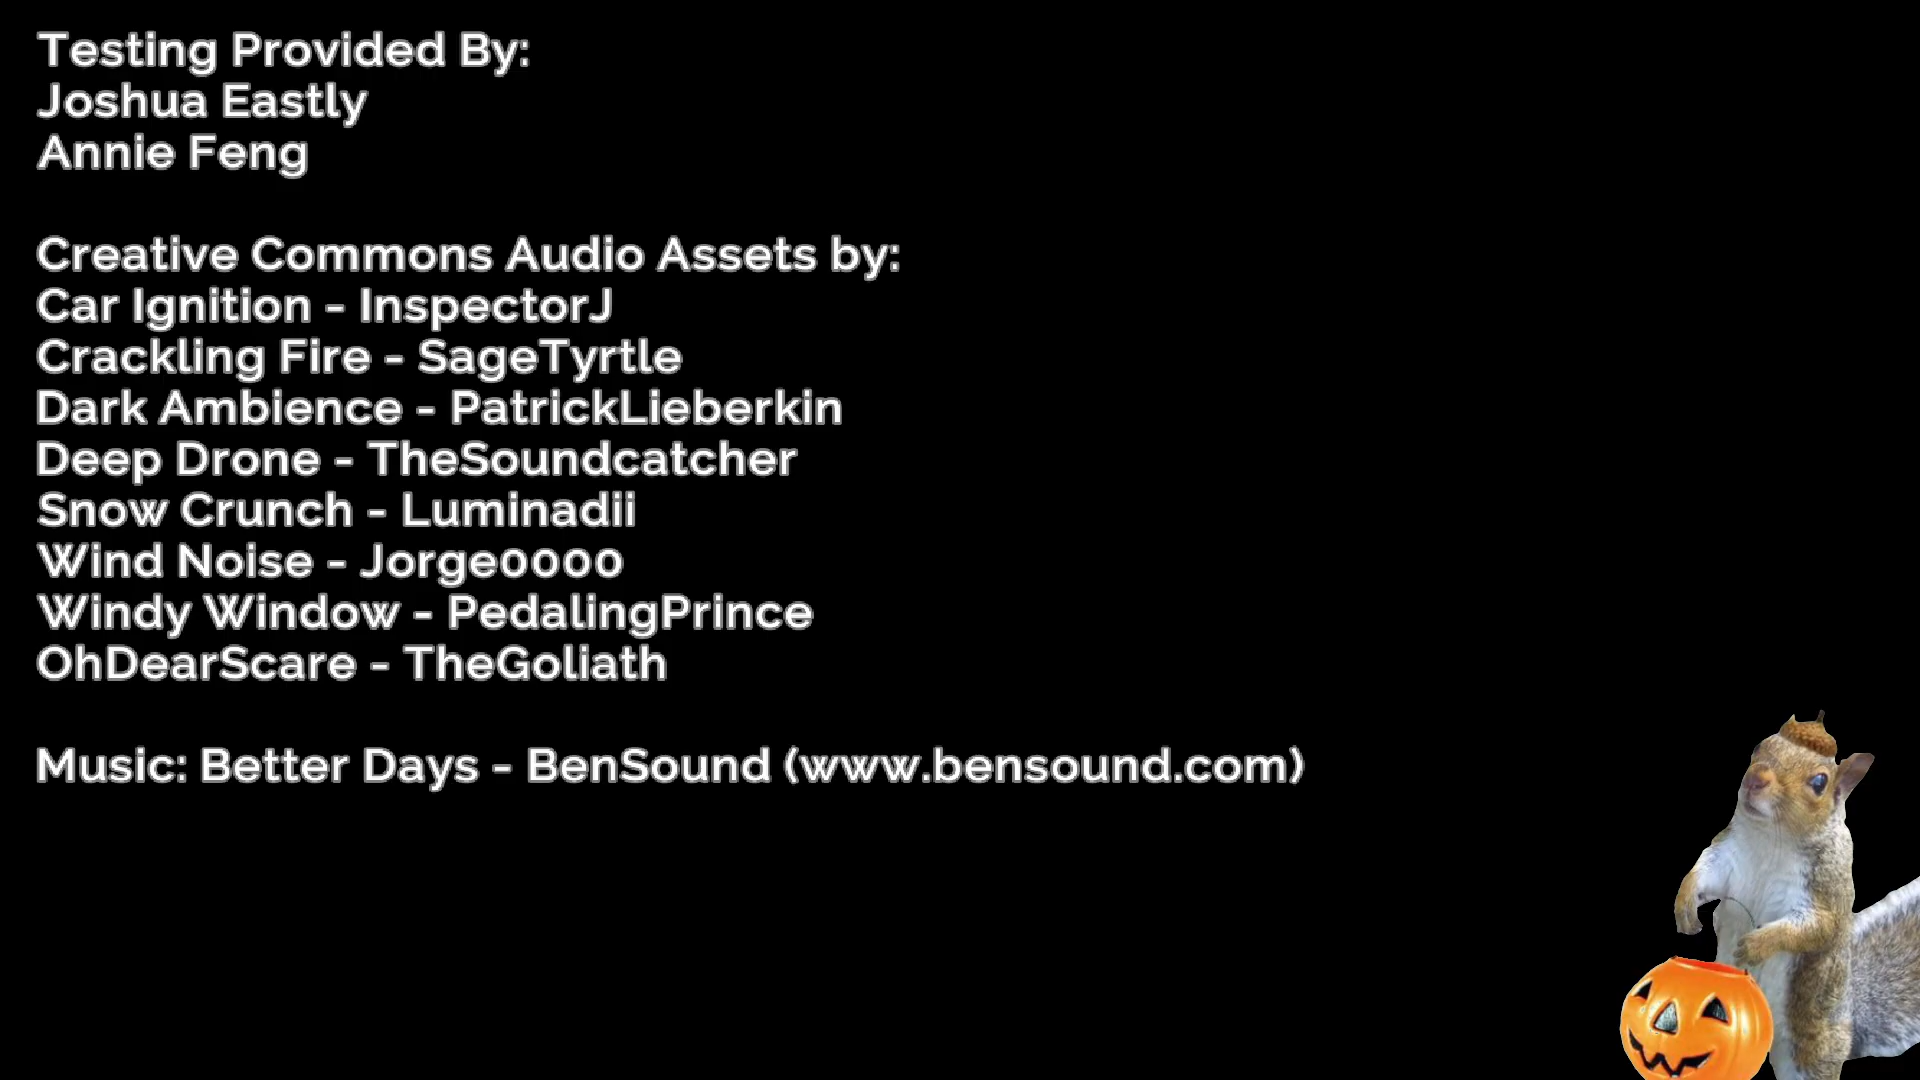 Testing Provided By:
Joshua Eastly
Annie Feng
Creative Commons Audio Assets by:
Car Ignition - InspectorJ
Crackling Fire - SageTyrtle
Dark Ambience - PatrickLieberkin
Deep Drone - TheSoundcatcher
Snow Crunch - Luminadii
Wind Noise - Jorge0000
Windy Window - PedalingPrince
OhDearScare - TheGoliath
Music: Better Days - BenSound (www.bensound.com)